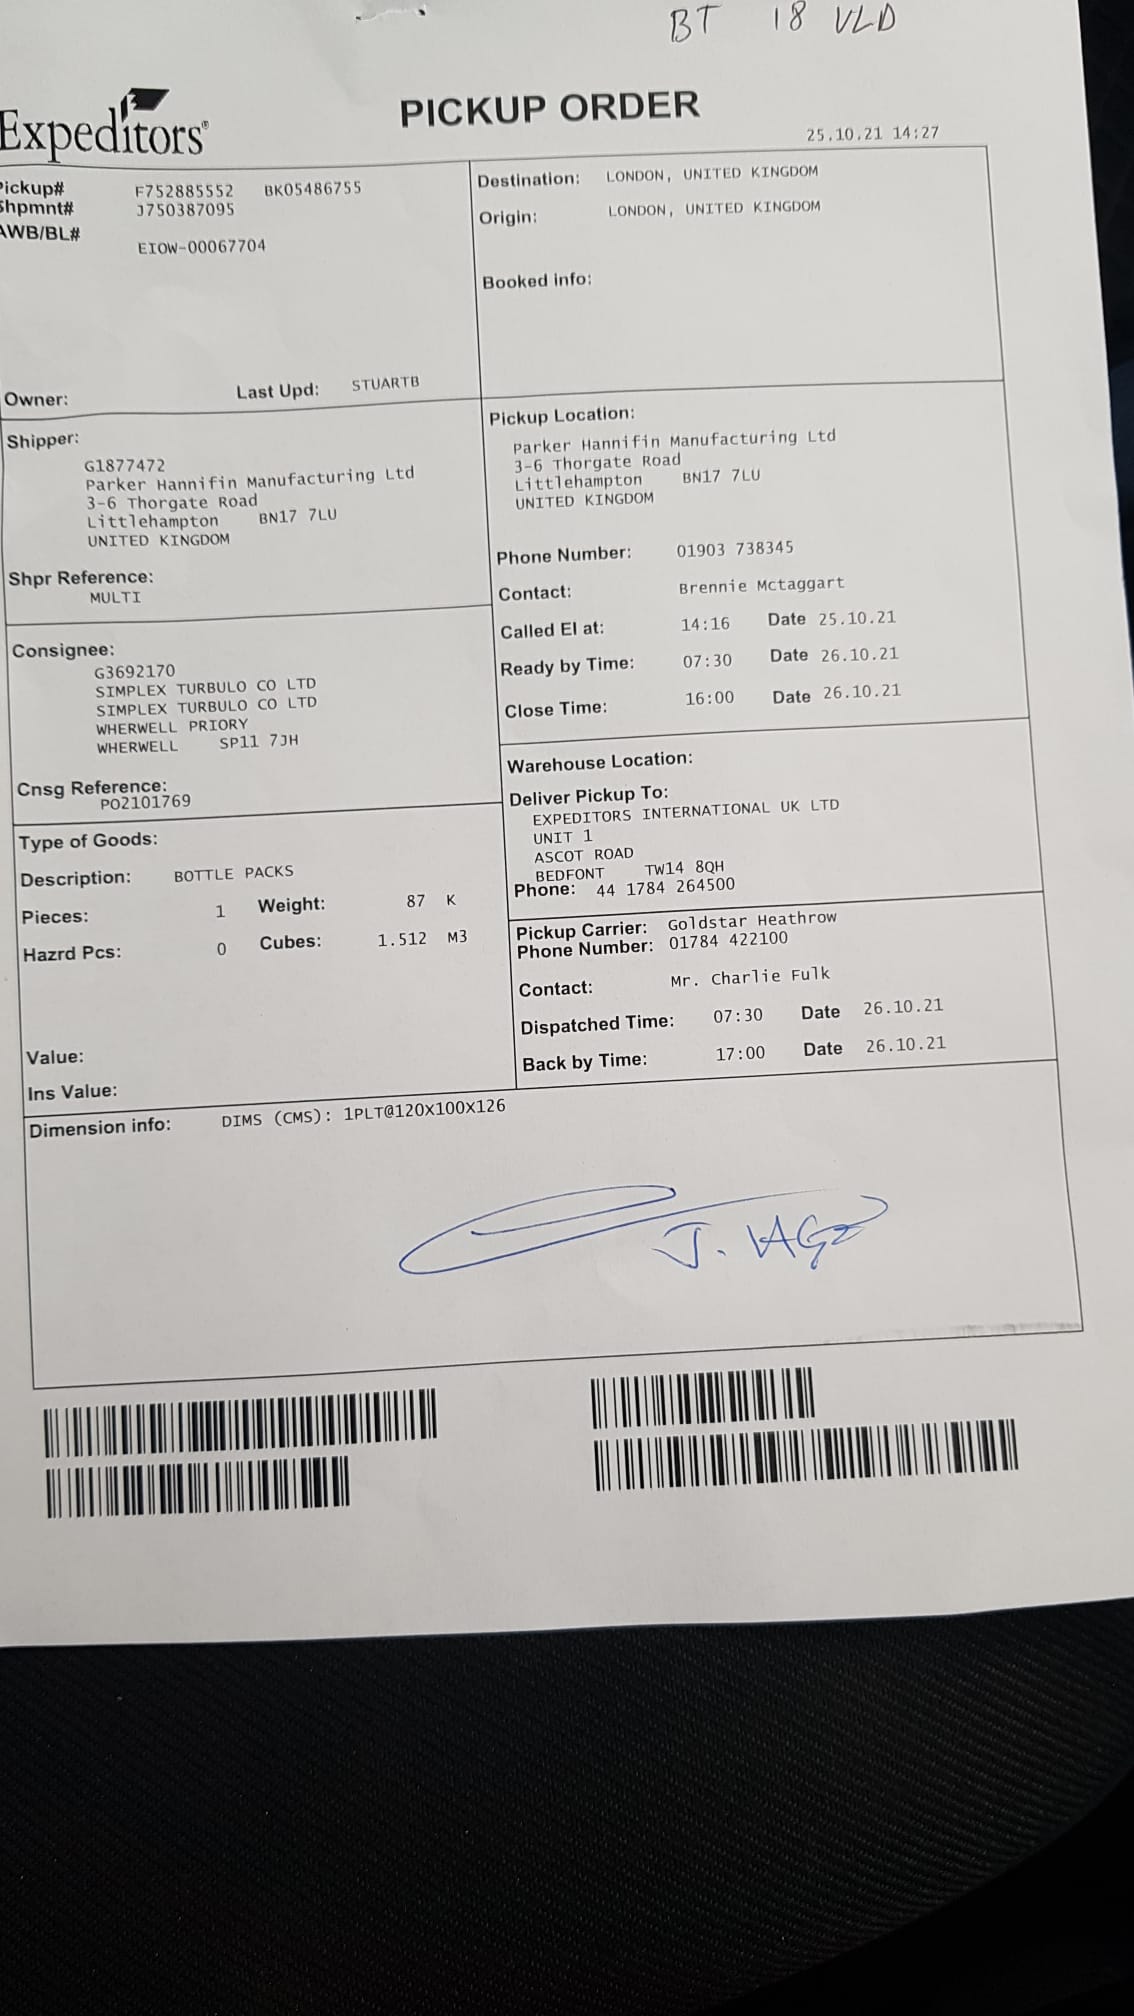 BT 18 VLD
Expeditors®
PICKUP ORDER
25.10.21 14:27
Pickup# F752885552 BK05486755
Shpmnt# J750387095
AWB/BL# EIOW-00067704
Owner: Last Upd: STUARTB
Destination: LONDON, UNITED KINGDOM
Origin: LONDON, UNITED KINGDOM
Booked info:
Shipper:
G1877472
Parker Hannifin Manufacturing Ltd
3-6 Thorgate Road
Littlehampton BN17 7LU
UNITED KINGDOM
Shpr Reference:
MULTI
Pickup Location:
Parker Hannifin Manufacturing Ltd
3-6 Thorgate Road
Littlehampton BN17 7LU
UNITED KINGDOM
Phone Number: 01903 738345
Contact: Brennie Mctaggart
Called EI at: 14:16 Date 25.10.21
Ready by Time: 07:30 Date 26.10.21
Close Time: 16:00 Date 26.10.21
Consignee:
G3692170
SIMPLEX TURBULO CO LTD
SIMPLEX TURBULO CO LTD
WHERWELL PRIORY
WHERWELL SP11 7JH
Cnsg Reference:
PO2101769
Warehouse Location:
Deliver Pickup To:
EXPEDITORS INTERNATIONAL UK LTD
UNIT 1
ASCOT ROAD
BEDFONT TW14 8QH
Phone: 44 1784 264500
Type of Goods:
Description: BOTTLE PACKS
Pieces: 1 Weight: 87 K
Hazrd Pcs: 0 Cubes: 1.512 M3
Value:
Ins Value:
Pickup Carrier: Goldstar Heathrow
Phone Number: 01784 422100
Contact: Mr. Charlie Fulk
Dispatched Time: 07:30 Date 26.10.21
Back by Time: 17:00 Date 26.10.21
Dimension info: DIMS (CMS): 1PLT@120X100X126
J.